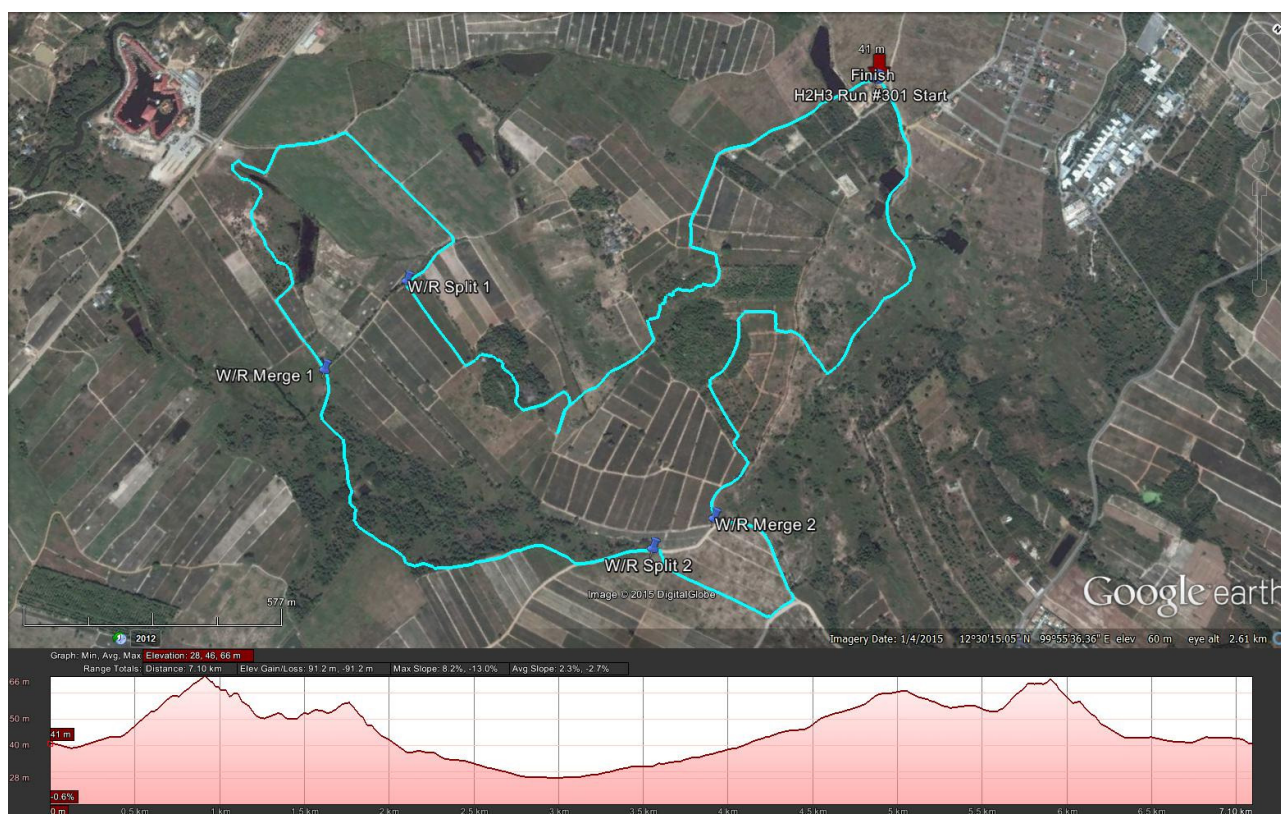 N
41 m
Finish
H2H3 Run #301 Start
W/R Split 1
W/R Merge 1
W/R Merge 2
W/R Split 2
Image © 2015 DigitalGlobe
Google earth
577 m
2012
Imagery Date: 1/4/2015 12°30'15.05" N 99°55'36.36" E elev 60 m eye alt 2.61 km
Graph: Min, Avg, Max Elevation: 28, 46, 66 m
Range Totals: Distance: 7.10 km Elev Gain/Loss: 91.2 m, -91.2 m Max Slope: 8.2%, -13.0% Avg Slope: 2.3%, -2.7%
66 m
50 m
41 m
40 m
28 m
-0.6%
0 m 0.5 km 1 km 1.5 km 2 km 2.5 km 3 km 3.5 km 4 km 4.5 km 5 km 5.5 km 6 km 6.5 km 7.10 km